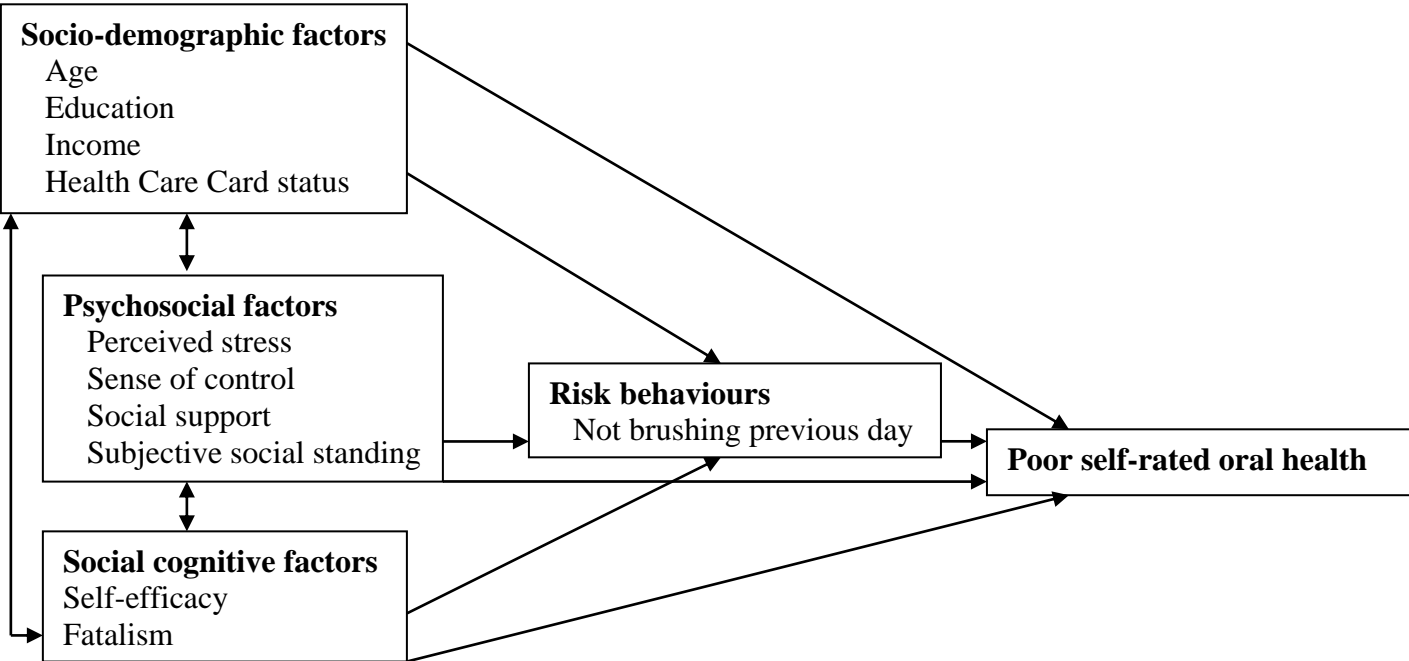 Socio-demographic factors
Age
Education
Income
Health Care Card status
Psychosocial factors
Perceived stress
Sense of control
Social support
Subjective social standing
Risk behaviours
Not brushing previous day
Poor self-rated oral health
Social cognitive factors
Self-efficacy
Fatalism